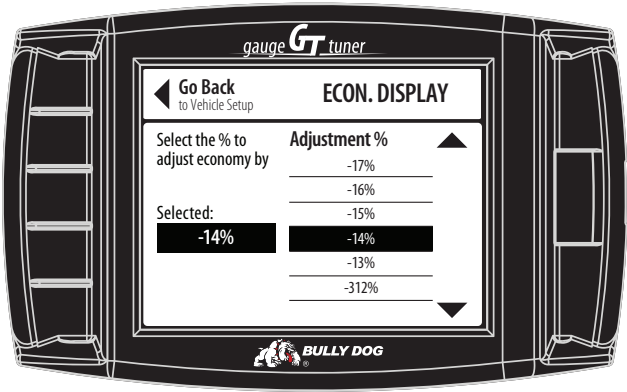 gauge GT tuner
Go Back
to Vehicle Setup
ECON. DISPLAY
Select the % to
adjust economy by
Selected:
-14%
Adjustment %
-17%
-16%
-15%
-14%
-13%
-312%
BULLY DOG
®